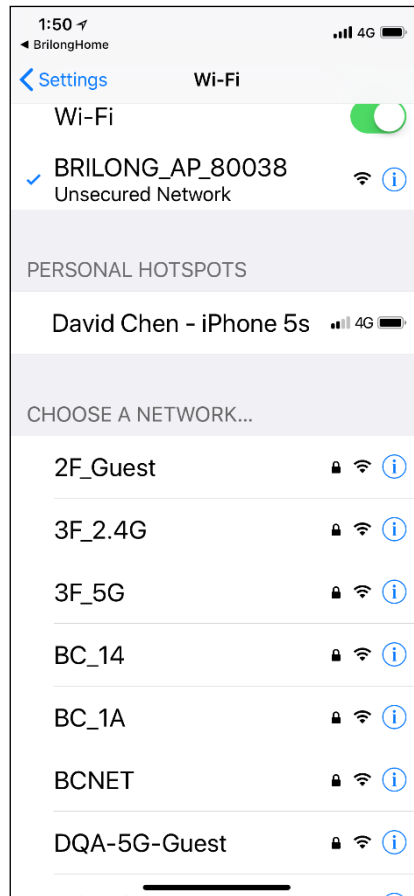 1:50
4G
BrilongHome
Settings
Wi-Fi
Wi-Fi
BRILONG_AP_80038
Unsecured Network
PERSONAL HOTSPOTS
David Chen - iPhone 5s 4G
CHOOSE A NETWORK...
2F_Guest
3F_2.4G
3F_5G
BC_14
BC_1A
BCNET
DQA-5G-Guest